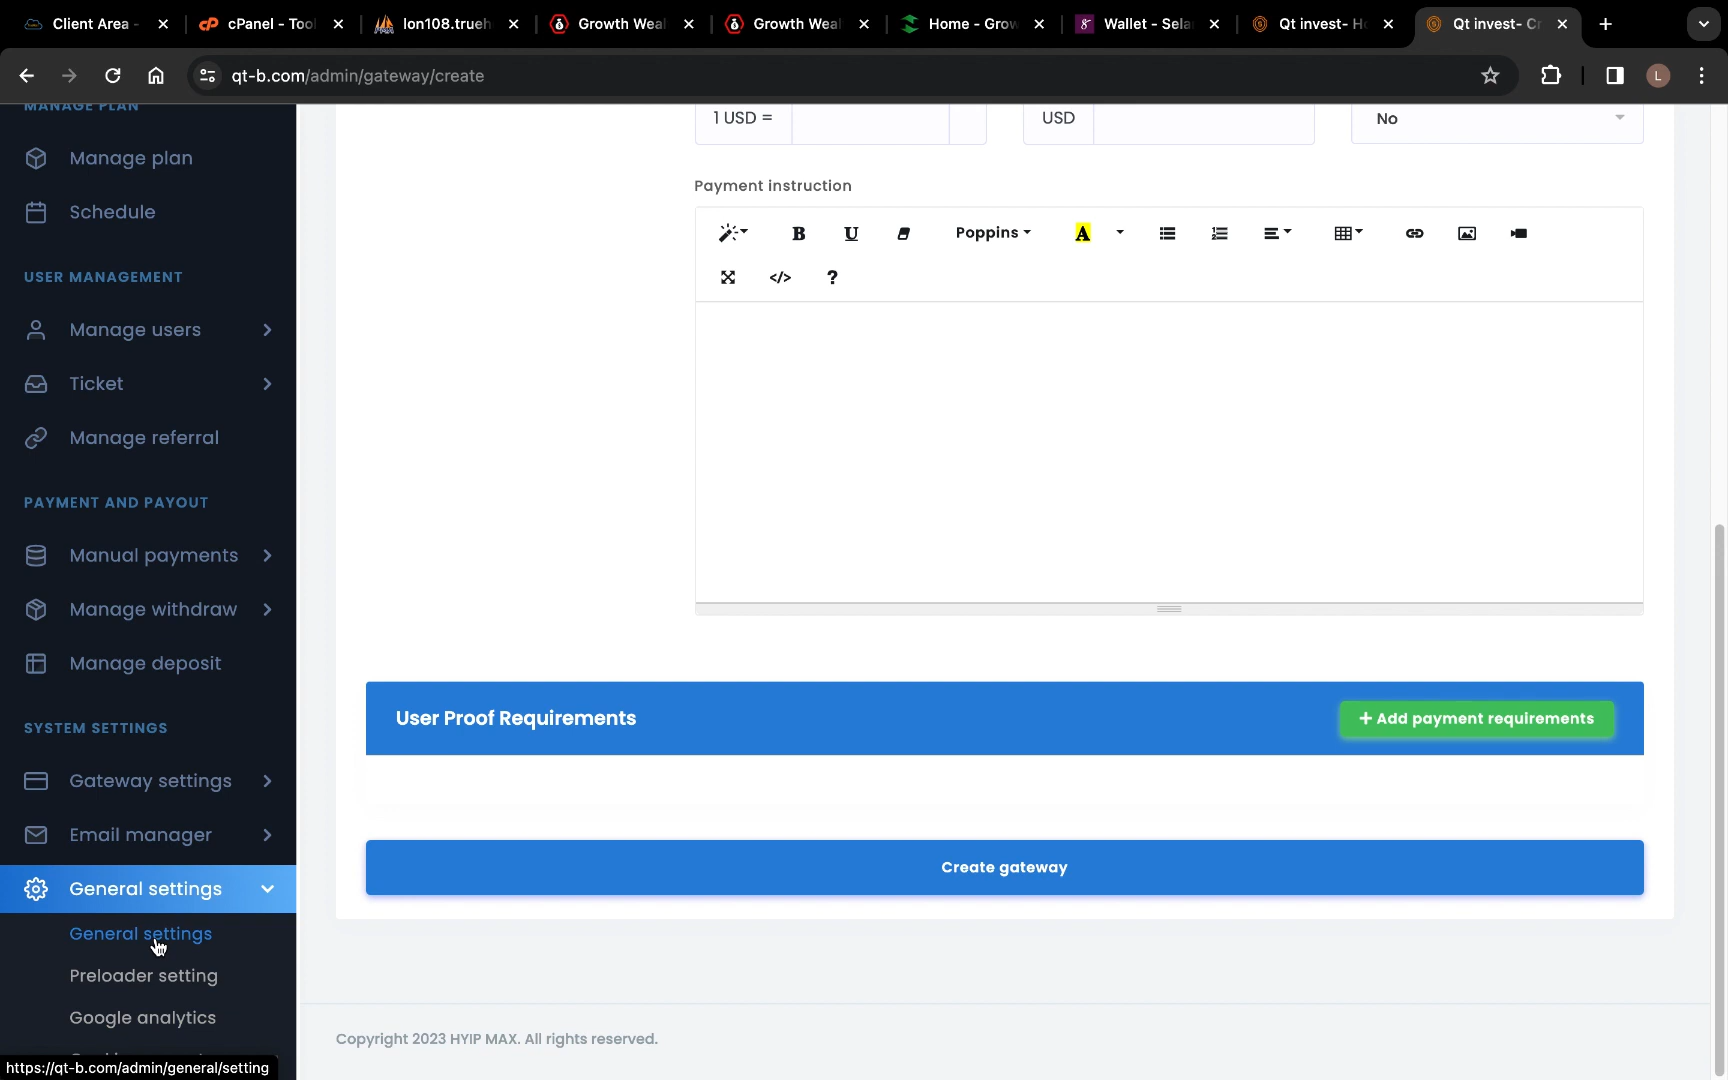 Client Area -
cPanel - Tool
lon108.trueh
Growth Weal
Growth Weal
Home - Grow
Wallet - Sela
Qt invest- Ho
Qt invest- Cr
qt-b.com/admin/gateway/create
L
MANAGE PLAN
Manage plan
Schedule
USER MANAGEMENT
Manage users
Ticket
Manage referral
PAYMENT AND PAYOUT
Manual payments
Manage withdraw
Manage deposit
SYSTEM SETTINGS
Gateway settings
Email manager
General settings
General settings
Preloader setting
Google analytics
https://qt-b.com/admin/general/setting
1 USD =
USD
No
Payment instruction
B
U
Poppins
A
</>
?
User Proof Requirements
+ Add payment requirements
Create gateway
Copyright 2023 HYIP MAX. All rights reserved.